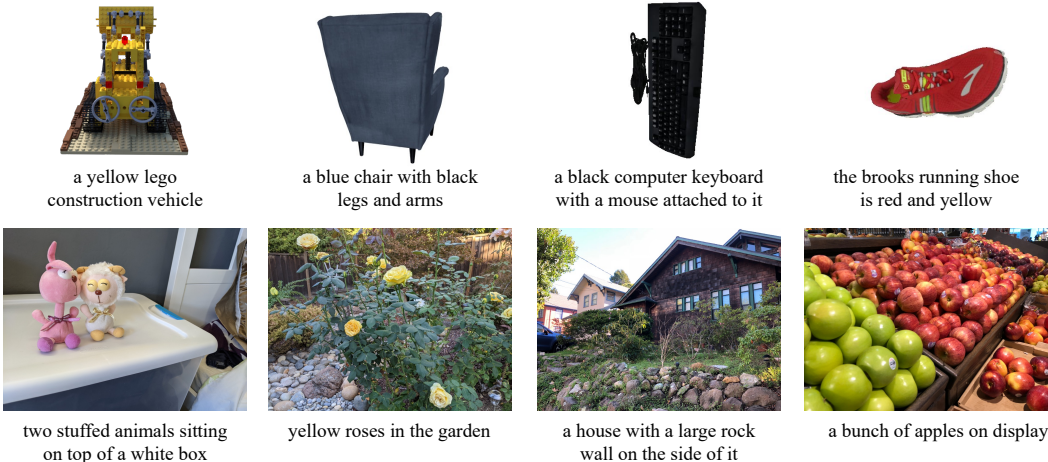 a yellow lego
construction vehicle
a blue chair with black
legs and arms
a black computer keyboard
with a mouse attached to it
the brooks running shoe
is red and yellow
two stuffed animals sitting
on top of a white box
yellow roses in the garden
a house with a large rock
wall on the side of it
a bunch of apples on display